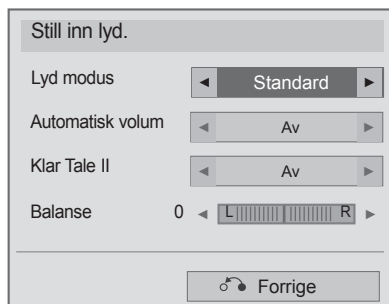 Still inn lyd.
Lyd modus ◄ Standard ►
Automatisk volum ◄ Av ►
Klar Tale II ◄ Av ►
Balanse 0 ◄ L R ►
Forrige